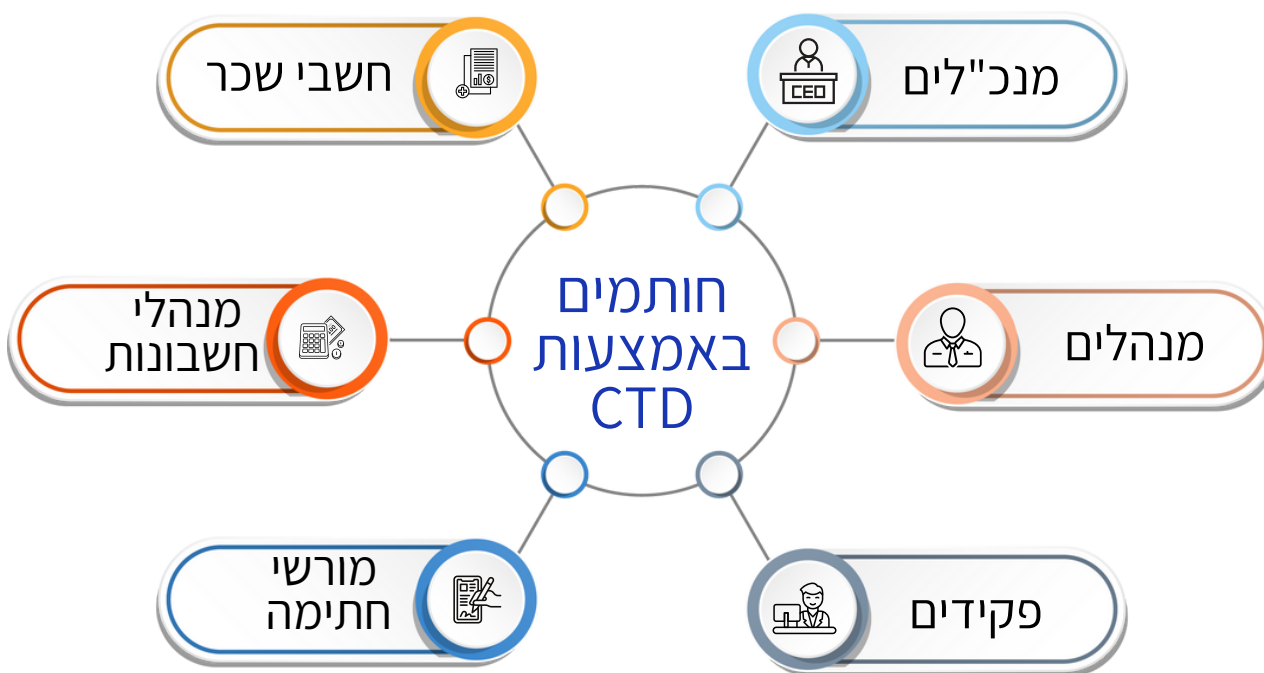 מנכ"לים
CEO
חשבי שכר
חותמים
באמצעות
CTD
מנהלים
מנהלי
חשבונות
פקידים
מורשי
חתימה